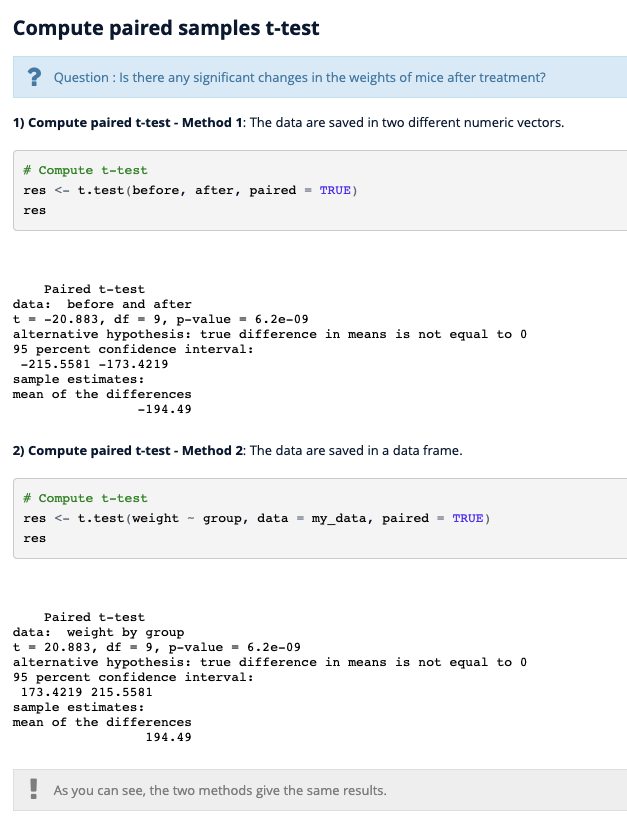 Compute paired samples t-test
? Question : Is there any significant changes in the weights of mice after treatment?
1) Compute paired t-test - Method 1: The data are saved in two different numeric vectors.
# Compute t-test
res <- t.test(before, after, paired = TRUE)
res
Paired t-test
data:  before and after
t = -20.883, df = 9, p-value = 6.2e-09
alternative hypothesis: true difference in means is not equal to 0
95 percent confidence interval:
-215.5581 -173.4219
sample estimates:
mean of the differences
-194.49
2) Compute paired t-test - Method 2: The data are saved in a data frame.
# Compute t-test
res <- t.test(weight ~ group, data = my_data, paired = TRUE)
res
Paired t-test
data:  weight by group
t = 20.883, df = 9, p-value = 6.2e-09
alternative hypothesis: true difference in means is not equal to 0
95 percent confidence interval:
173.4219 215.5581
sample estimates:
mean of the differences
194.49
! As you can see, the two methods give the same results.